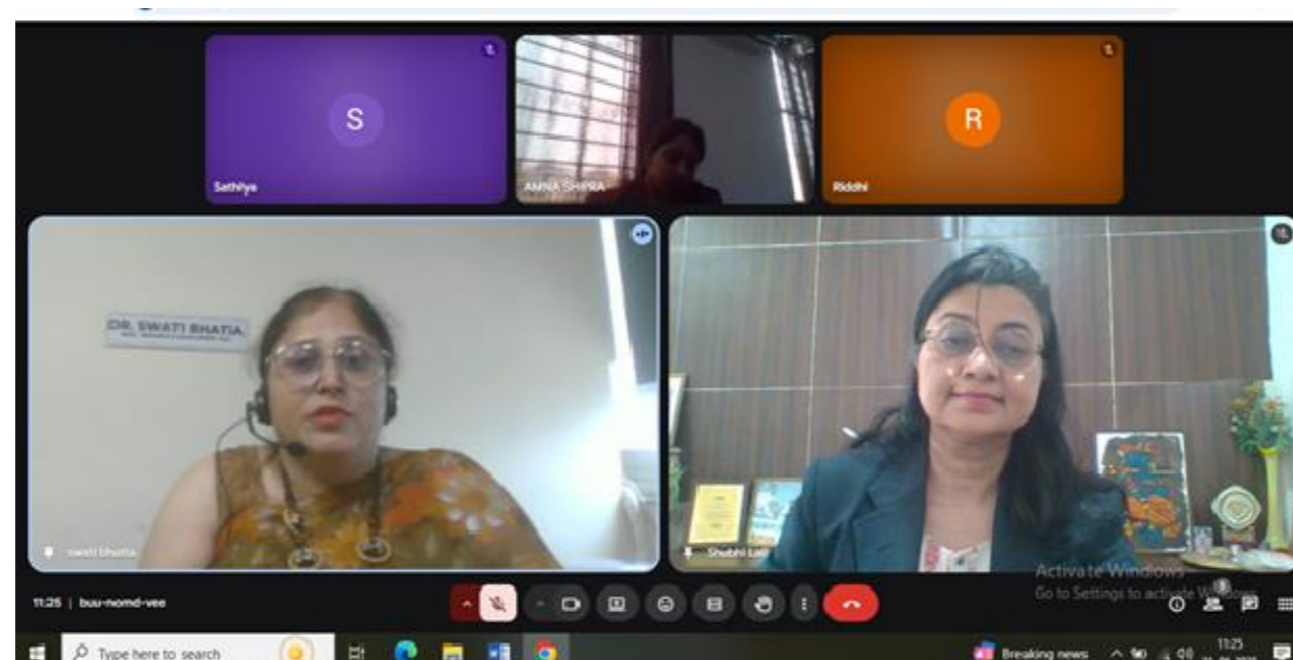 S
Sathiya
AMNA SHIPRA
R
Riddhi
DR. SWATI BHATIA
swati bhatia
Shubhi Lall
Activate Windows
Go to Settings to activate Windows.
11:25 | buu-nomd-vee
Type here to search
Breaking news
11:25